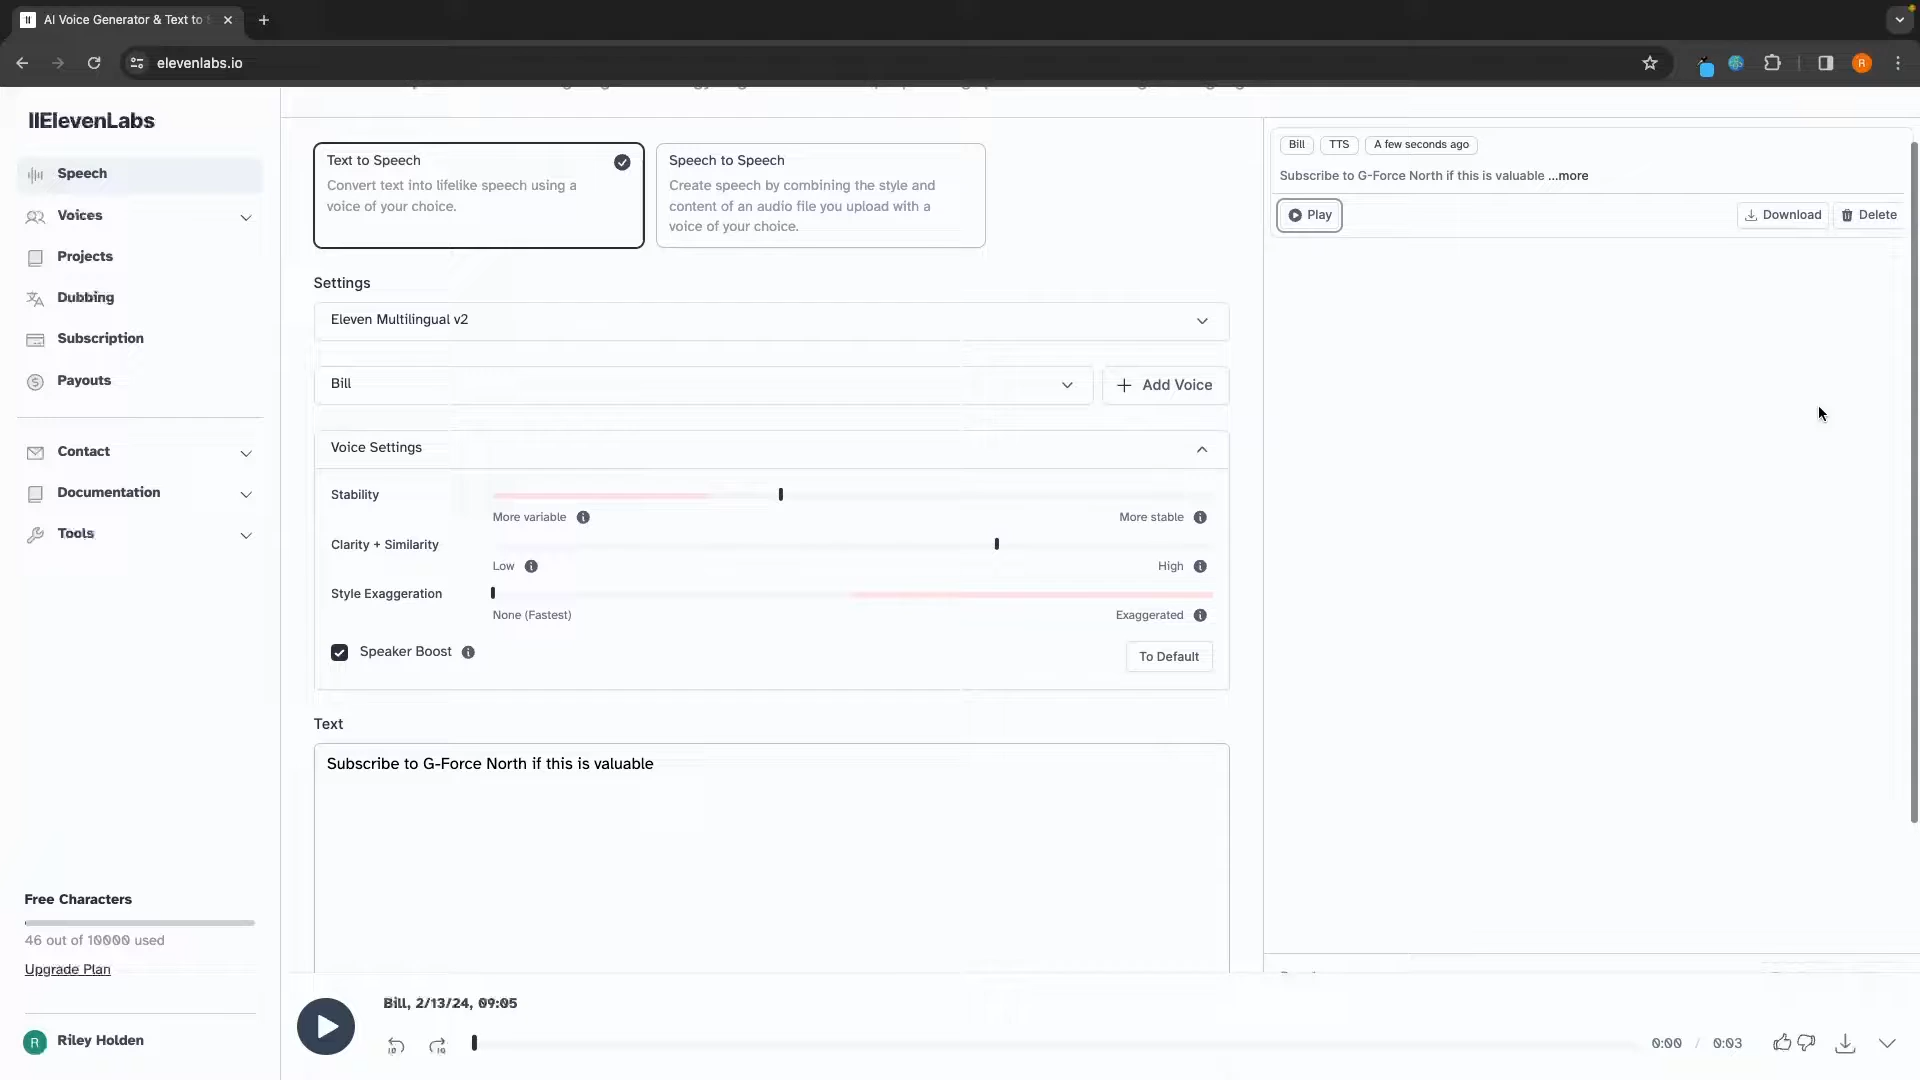 AI Voice Generator & Text to S
elevenlabs.io
R
IIElevenLabs
Speech
Voices
Projects
Dubbing
Subscription
Payouts
Contact
Documentation
Tools
Free Characters
46 out of 10000 used
Upgrade Plan
R
Riley Holden
Text to Speech
Convert text into lifelike speech using a
voice of your choice.
Speech to Speech
Create speech by combining the style and
content of an audio file you upload with a
voice of your choice.
Settings
Eleven Multilingual v2
Bill
Add Voice
Voice Settings
Stability
More variable
More stable
Clarity + Similarity
Low
High
Style Exaggeration
None (Fastest)
Exaggerated
Speaker Boost
To Default
Text
Subscribe to G-Force North if this is valuable
Bill
TTS
A few seconds ago
Subscribe to G-Force North if this is valuable ...more
Play
Download
Delete
Bill, 2/13/24, 09:05
10
10
0:00 / 0:03